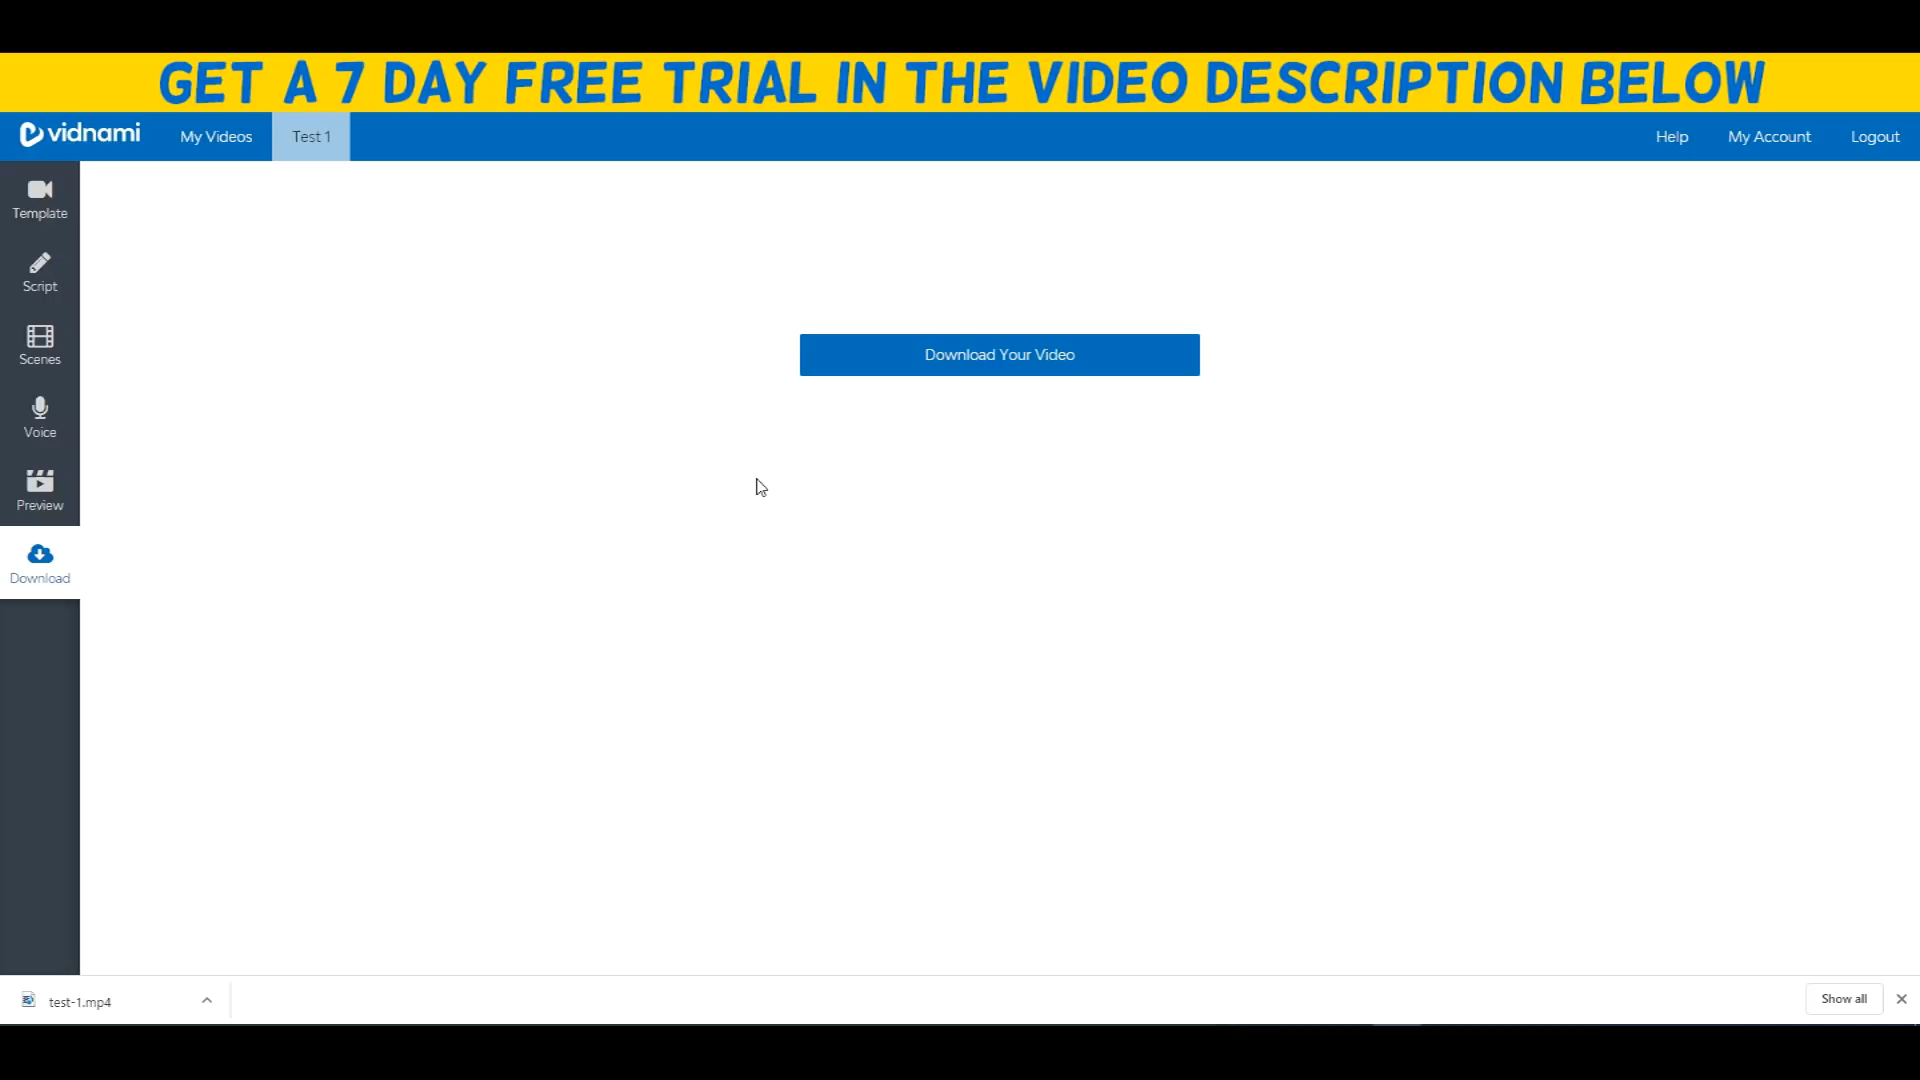 GET A 7 DAY FREE TRIAL IN THE VIDEO DESCRIPTION BELOW
vidnami My Videos Test 1 Help My Account Logout
Template
Script
Scenes
Voice
Preview
Download
Download Your Video
test-1.mp4 Show all